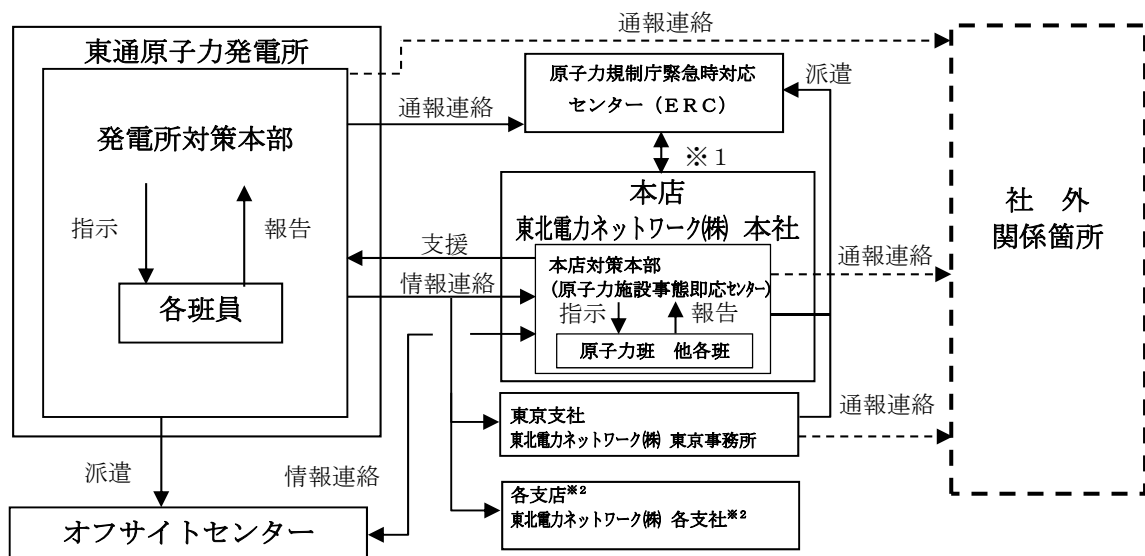 通報連絡
東通原子力発電所
原子力規制庁緊急時対応
センター（ＥＲＣ）
派遣
通報連絡
発電所対策本部
※１
本店
東北電力ネットワーク㈱ 本社
社 外
関係箇所
指示
報告
支援
通報連絡
本店対策本部
(原子力施設事態即応センター)
情報連絡
各班員
指示
報告
原子力班 他各班
東京支社
東北電力ネットワーク㈱ 東京事務所
通報連絡
派遣
情報連絡
各支店※2
東北電力ネットワーク㈱ 各支社※2
オフサイトセンター